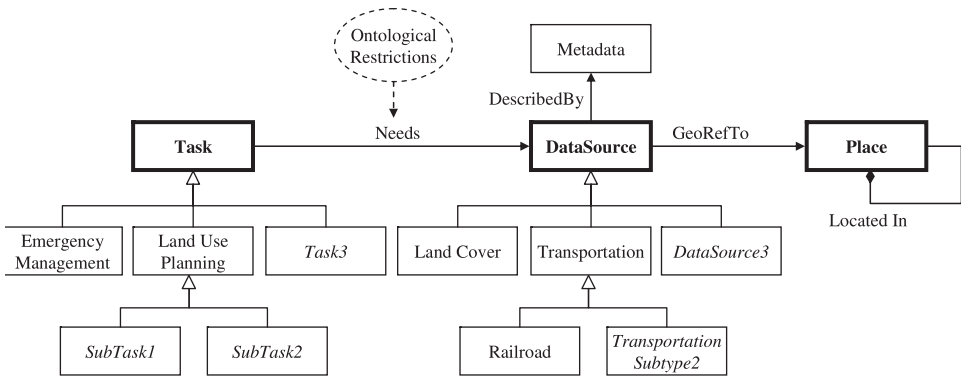 Ontological
Restrictions
Metadata
DescribedBy
Needs
GeoRefTo
Task
DataSource
Place
Located In
Emergency
Management
Land Use
Planning
Task3
Land Cover
Transportation
DataSource3
SubTask1
SubTask2
Railroad
Transportation
Subtype2